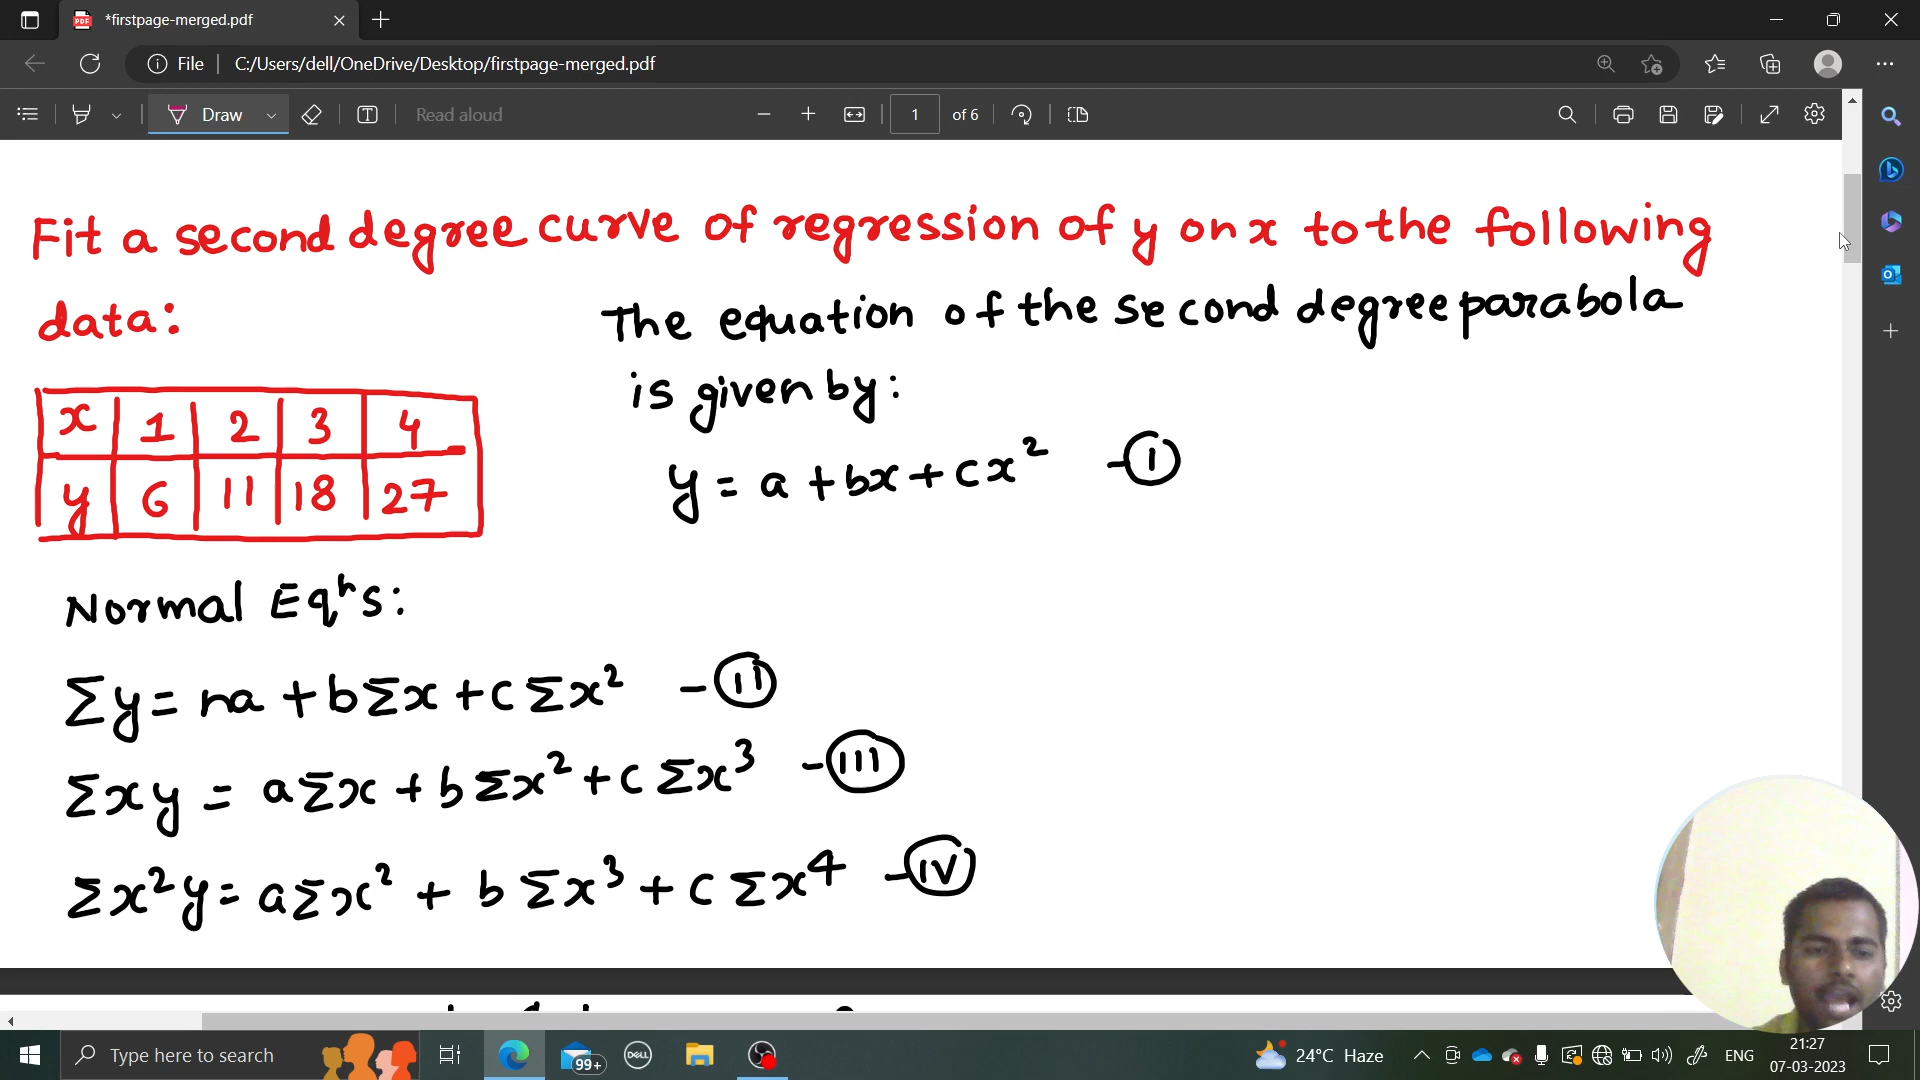 *firstpage-merged.pdf
File
C:/Users/dell/OneDrive/Desktop/firstpage-merged.pdf
Draw
Read aloud
1 of 6
Fit a second degree curve of regression of y on x to the following
data:
The equation of the second degree parabola
is given by:
x 1 2 3 4
y 6 11 18 27
y = a + bx + cx² - (I)
Normal Eqⁿs:
Σy = na + bΣx + cΣx² - (II)
Σxy = aΣx + bΣx² + cΣx³ - (III)
Σx²y = aΣx² + bΣx³ + cΣx⁴ - (IV)
Type here to search
99+
DELL
24°C Haze
ENG
21:27
07-03-2023